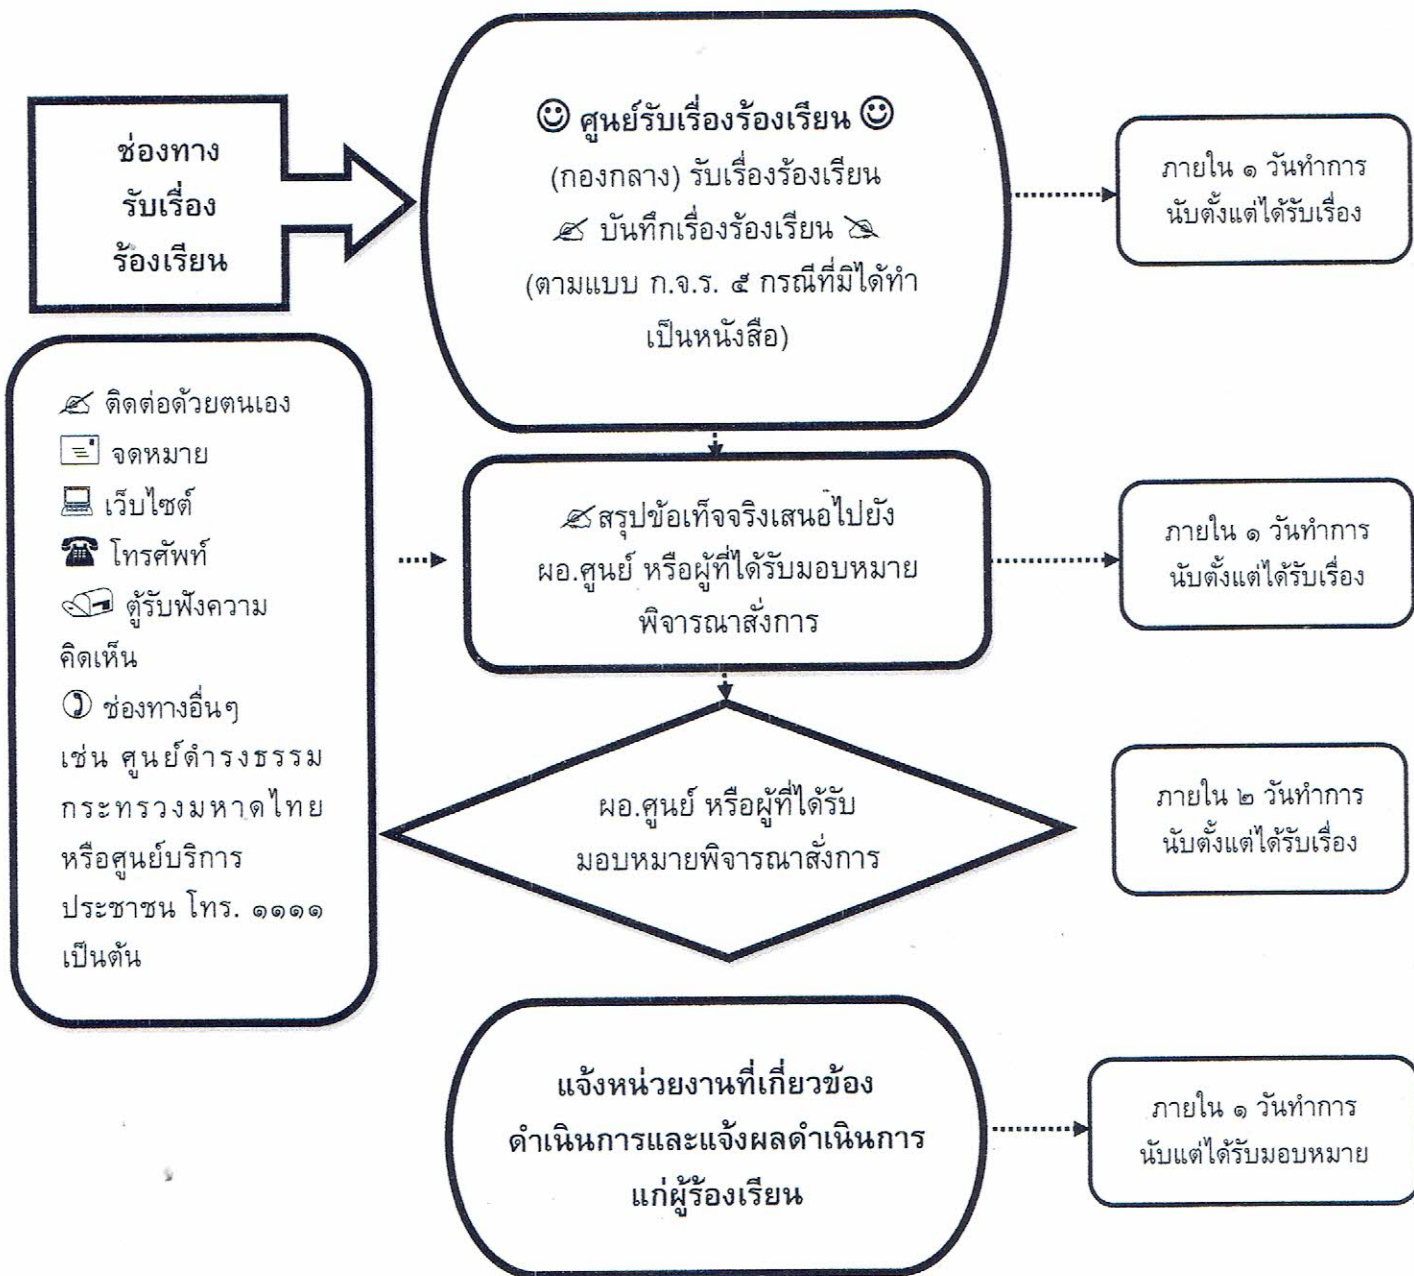 ช่องทาง
รับเรื่อง
ร้องเรียน
☺ ศูนย์รับเรื่องร้องเรียน ☺
(กองกลาง) รับเรื่องร้องเรียน
บันทึกเรื่องร้องเรียน
(ตามแบบ ก.จ.ร. ๕ กรณีที่มิได้ทำ
เป็นหนังสือ)
ภายใน ๑ วันทำการ
นับตั้งแต่ได้รับเรื่อง
ติดต่อด้วยตนเอง
จดหมาย
เว็บไซต์
โทรศัพท์
ตู้รับฟังความ
คิดเห็น
ช่องทางอื่นๆ
เช่น ศูนย์ดำรงธรรม
กระทรวงมหาดไทย
หรือศูนย์บริการ
ประชาชน โทร. ๑๑๑๑
เป็นต้น
สรุปข้อเท็จจริงเสนอไปยัง
ผอ.ศูนย์ หรือผู้ที่ได้รับมอบหมาย
พิจารณาสั่งการ
ภายใน ๑ วันทำการ
นับตั้งแต่ได้รับเรื่อง
ผอ.ศูนย์ หรือผู้ที่ได้รับ
มอบหมายพิจารณาสั่งการ
ภายใน ๒ วันทำการ
นับตั้งแต่ได้รับเรื่อง
แจ้งหน่วยงานที่เกี่ยวข้อง
ดำเนินการและแจ้งผลดำเนินการ
แก่ผู้ร้องเรียน
ภายใน ๑ วันทำการ
นับแต่ได้รับมอบหมาย